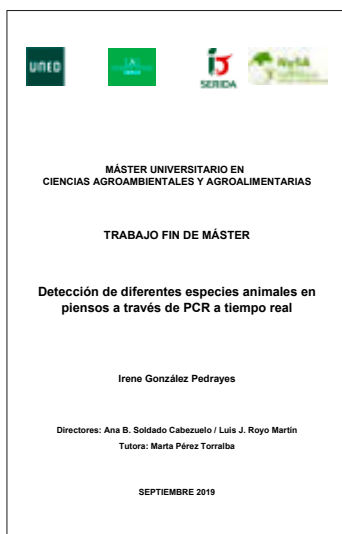 UNED
SERIDA
NySA
MÁSTER UNIVERSITARIO EN
CIENCIAS AGROAMBIENTALES Y AGROALIMENTARIAS
TRABAJO FIN DE MÁSTER
Detección de diferentes especies animales en
piensos a través de PCR a tiempo real
Irene González Pedrayes
Directores: Ana B. Soldado Cabezuelo / Luis J. Royo Martín
Tutora: Marta Pérez Torralba
SEPTIEMBRE 2019